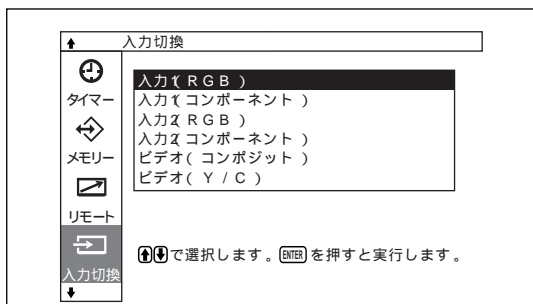 入力切換
タイマー
メモリー
リモート
入力切換
入力1(RGB)
入力1(コンポーネント)
入力2(RGB)
入力2(コンポーネント)
ビデオ(コンポジット)
ビデオ(Y/C)
で選択します。ENTERを押すと実行します。